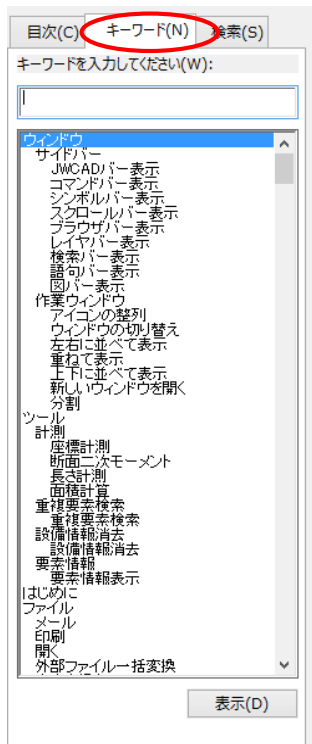 目次(C) キーワード(N) 検索(S)
キーワードを入力してください(W):
ウィンドウ
サイドバー
JWCADバー表示
コマンドバー表示
シンボルバー表示
スクロールバー表示
ブラウザバー表示
レイヤバー表示
検索バー表示
語句バー表示
図バー表示
作業ウィンドウ
アイコンの整列
ウィンドウの切り替え
左右に並べて表示
重ねて表示
上下に並べて表示
新しいウィンドウを開く
分割
ツール
計測
座標計測
断面二次モーメント
長さ計測
面積計算
重複要素検索
重複要素検索
設備情報消去
設備情報消去
要素情報
要素情報表示
はじめに
ファイル
メール
印刷
開く
外部ファイル一括変換
表示(D)